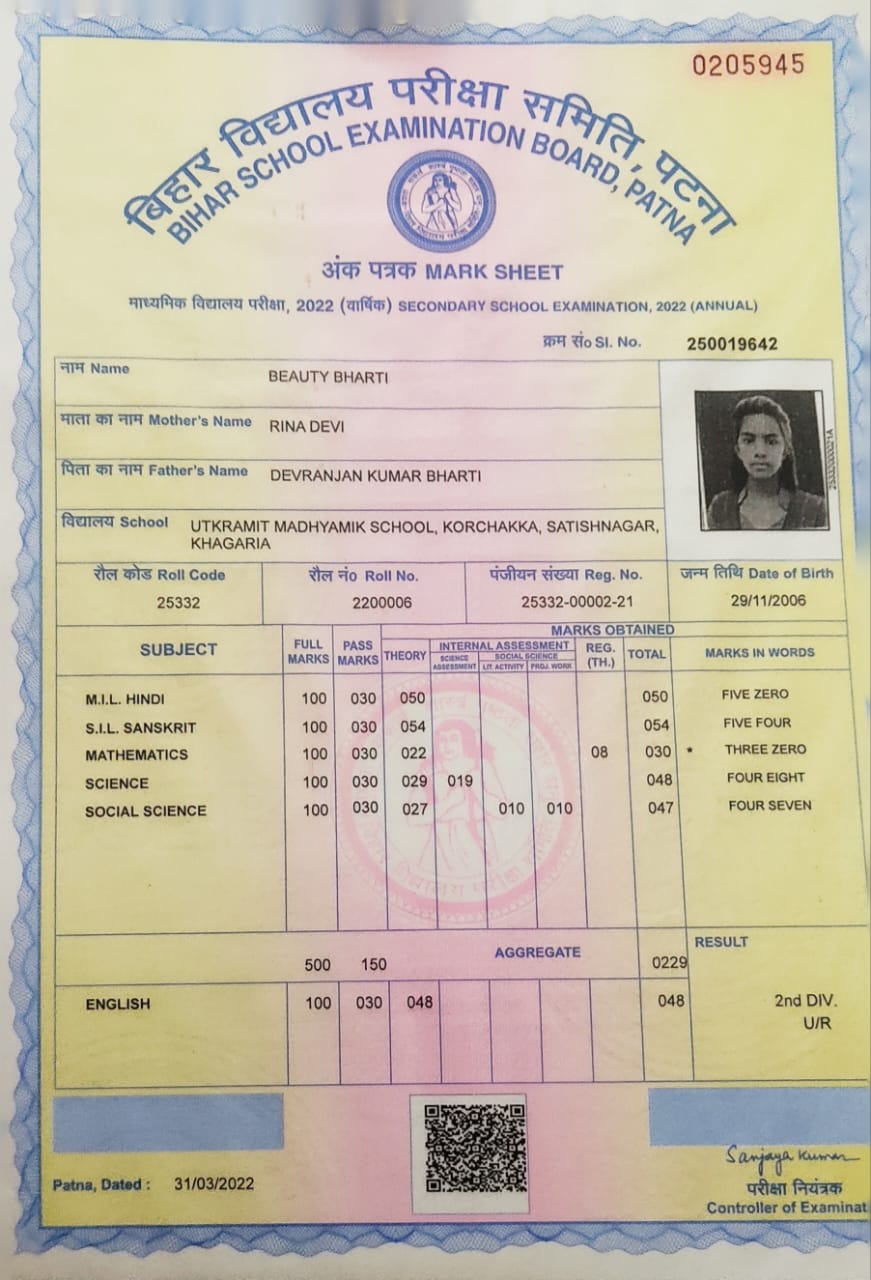 0205945
बिहार विद्यालय परीक्षा समिति, पटना
BIHAR SCHOOL EXAMINATION BOARD, PATNA
अंक पत्रक MARK SHEET
माध्यमिक विद्यालय परीक्षा, 2022 (वार्षिक) SECONDARY SCHOOL EXAMINATION, 2022 (ANNUAL)
क्रम सं० Sl. No. 250019642
नाम Name BEAUTY BHARTI
माता का नाम Mother's Name RINA DEVI
पिता का नाम Father's Name DEVRANJAN KUMAR BHARTI
विद्यालय School UTKRAMIT MADHYAMIK SCHOOL, KORCHAKKA, SATISHNAGAR,
KHAGARIA
रौल कोड Roll Code रौल नं० Roll No. पंजीयन संख्या Reg. No. जन्म तिथि Date of Birth
25332 2200006 25332-00002-21 29/11/2006
SUBJECT FULL MARKS PASS MARKS MARKS OBTAINED
THEORY INTERNAL ASSESSMENT REG. (TH.) TOTAL MARKS IN WORDS
SCIENCE ASSESSMENT SOCIAL SCIENCE
LIT. ACTIVITY PROJ. WORK
M.I.L. HINDI 100 030 050 050 FIVE ZERO
S.I.L. SANSKRIT 100 030 054 054 FIVE FOUR
MATHEMATICS 100 030 022 08 030 * THREE ZERO
SCIENCE 100 030 029 019 048 FOUR EIGHT
SOCIAL SCIENCE 100 030 027 010 010 047 FOUR SEVEN
500 150 AGGREGATE 0229 RESULT
ENGLISH 100 030 048 048 2nd DIV.
U/R
Sanjaya Kumar
Patna, Dated : 31/03/2022
परीक्षा नियंत्रक
Controller of Examinat